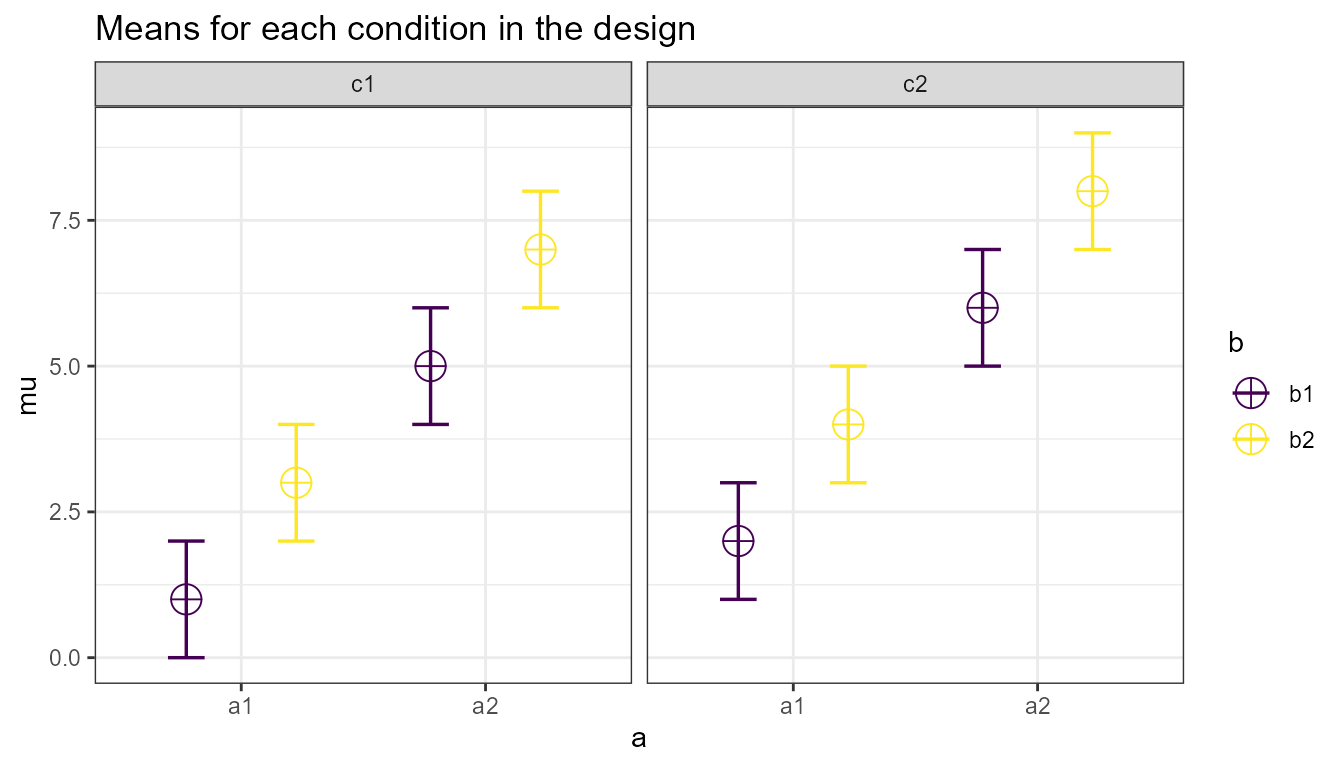 Means for each condition in the design
c1
c2
mu
7.5
5.0
2.5
0.0
a1
a2
a1
a2
a
b
b1
b2